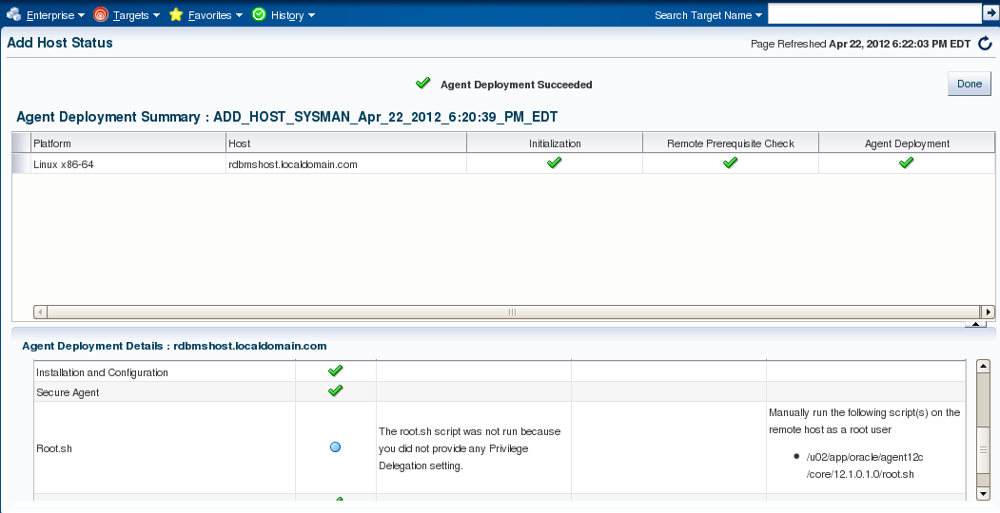 Enterprise Targets Favorites History Search Target Name
Add Host Status Page Refreshed Apr 22, 2012 6:22:03 PM EDT
Agent Deployment Succeeded Done
Agent Deployment Summary : ADD_HOST_SYSMAN_Apr_22_2012_6:20:39_PM_EDT
Platform Host Initialization Remote Prerequisite Check Agent Deployment
Linux x86-64 rdbmshost.localdomain.com
Agent Deployment Details : rdbmshost.localdomain.com
Installation and Configuration
Secure Agent
Root.sh
The root.sh script was not run because
you did not provide any Privilege
Delegation setting.
Manually run the following script(s) on the
remote host as a root user
/u02/app/oracle/agent12c
/core/12.1.0.1.0/root.sh